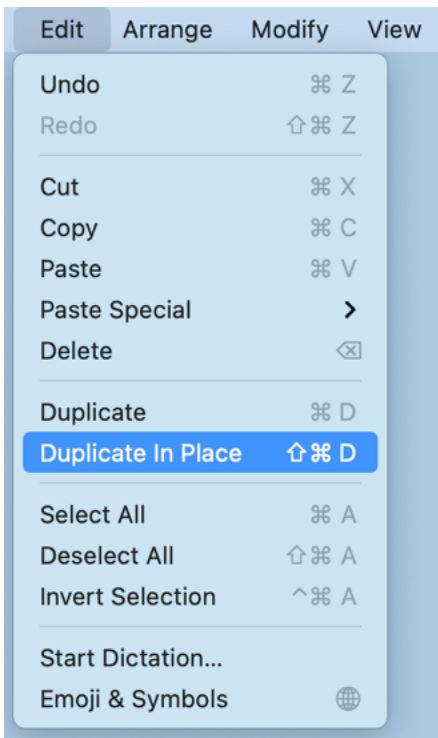 Edit Arrange Modify View
Undo ⌘ Z
Redo ⇧⌘ Z
Cut ⌘ X
Copy ⌘ C
Paste ⌘ V
Paste Special
Delete ⌫
Duplicate ⌘ D
Duplicate In Place ⇧⌘ D
Select All ⌘ A
Deselect All ⇧⌘ A
Invert Selection ^⌘ A
Start Dictation...
Emoji & Symbols